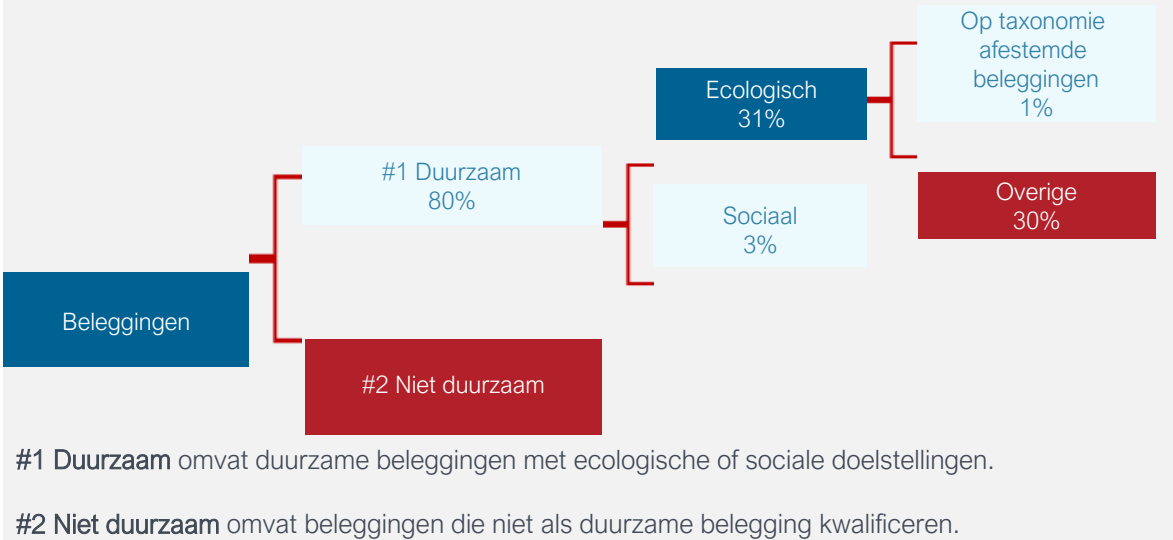 Op taxonomie
afestemde
beleggingen
1%
Ecologisch
31%
#1 Duurzaam
80%
Overige
30%
Sociaal
3%
Beleggingen
#2 Niet duurzaam
#1 Duurzaam omvat duurzame beleggingen met ecologische of sociale doelstellingen.
#2 Niet duurzaam omvat beleggingen die niet als duurzame belegging kwalificeren.